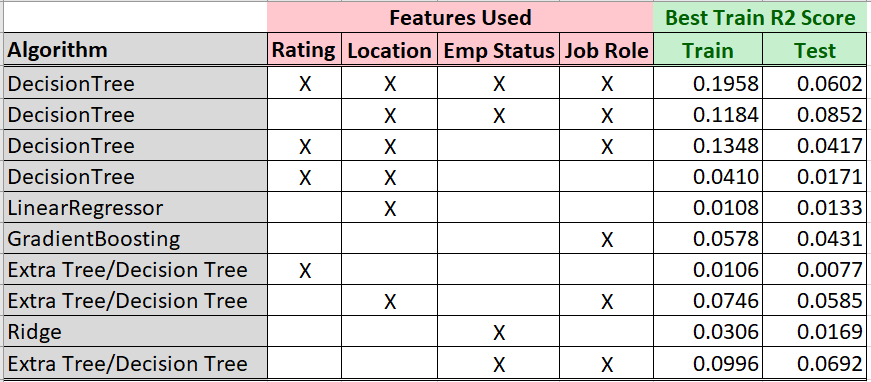 Features Used Best Train R2 Score
Algorithm Rating Location Emp Status Job Role Train Test
DecisionTree X X X X 0.1958 0.0602
DecisionTree X X X 0.1184 0.0852
DecisionTree X X X 0.1348 0.0417
DecisionTree X X 0.0410 0.0171
LinearRegressor X 0.0108 0.0133
GradientBoosting X 0.0578 0.0431
Extra Tree/Decision Tree X 0.0106 0.0077
Extra Tree/Decision Tree X X 0.0746 0.0585
Ridge X 0.0306 0.0169
Extra Tree/Decision Tree X X 0.0996 0.0692